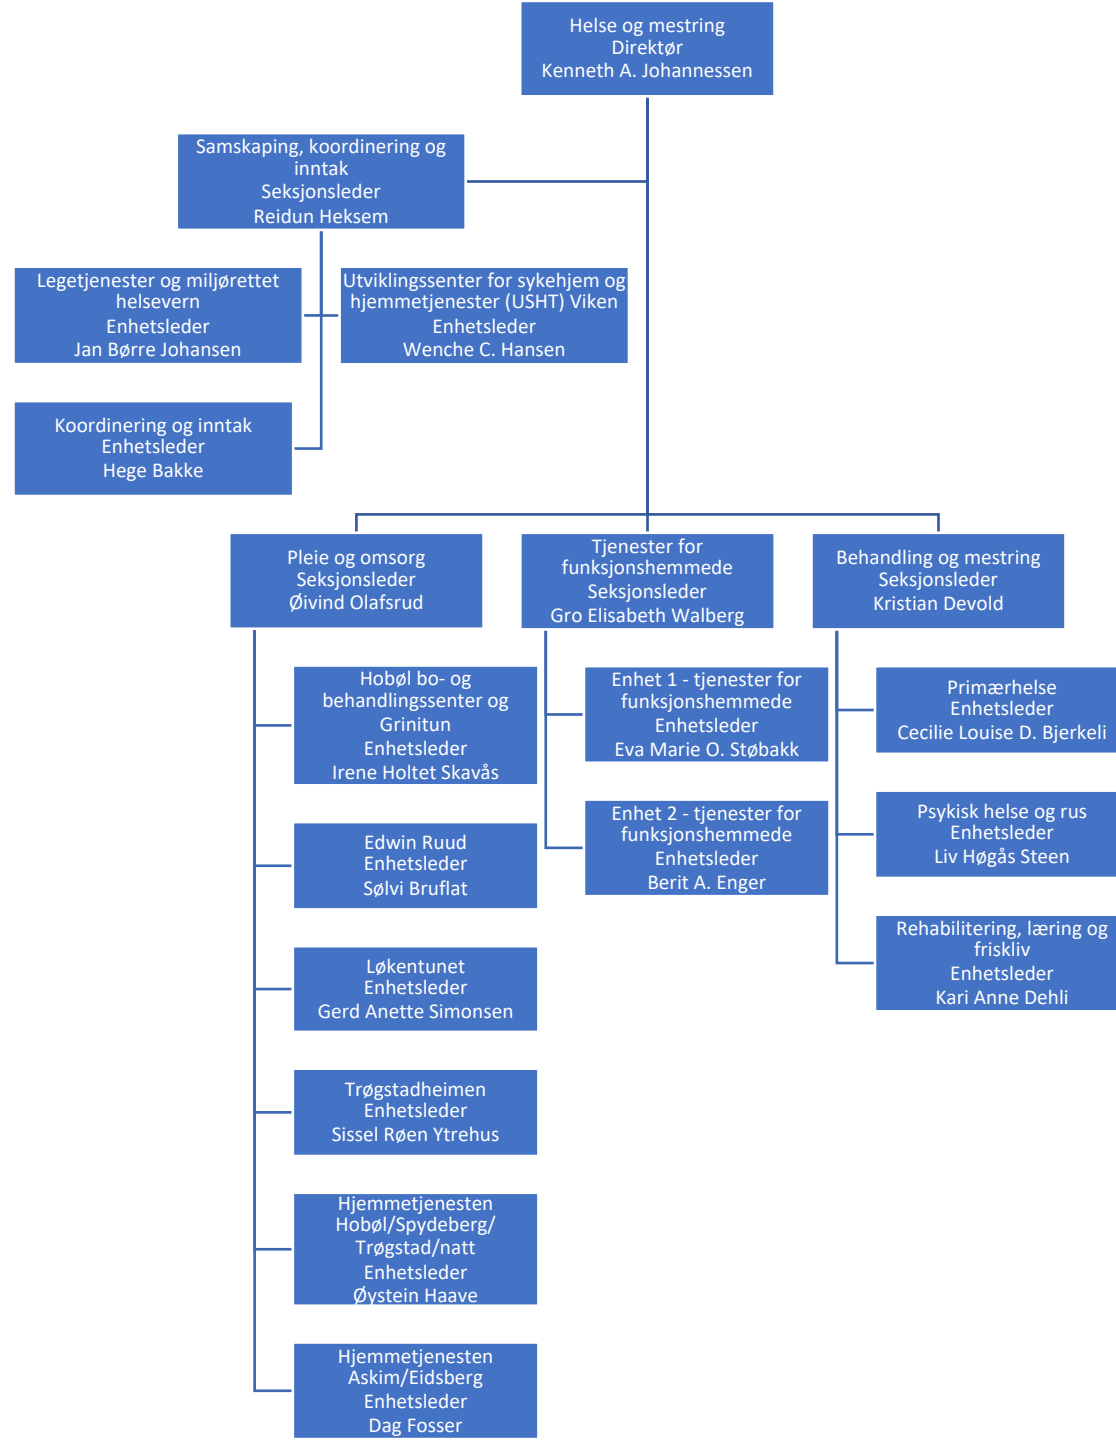 Helse og mestring
Direktør
Kenneth A. Johannessen
Samskaping, koordinering og
inntak
Seksjonsleder
Reidun Heksem
Legetjenester og miljørettet
helsevern
Enhetsleder
Jan Børre Johansen
Utviklingssenter for sykehjem og
hjemmetjenester (USHT) Viken
Enhetsleder
Wenche C. Hansen
Koordinering og inntak
Enhetsleder
Hege Bakke
Pleie og omsorg
Seksjonsleder
Øivind Olafsrud
Tjenester for
funksjonshemmede
Seksjonsleder
Gro Elisabeth Walberg
Behandling og mestring
Seksjonsleder
Kristian Devold
Hobøl bo- og
behandlingssenter og
Grinitun
Enhetsleder
Irene Holtet Skavås
Edwin Ruud
Enhetsleder
Sølvi Bruflat
Løkentunet
Enhetsleder
Gerd Anette Simonsen
Trøgstadheimen
Enhetsleder
Sissel Røen Ytrehus
Hjemmetjenesten
Hobøl/Spydeberg/
Trøgstad/natt
Enhetsleder
Øystein Haave
Hjemmetjenesten
Askim/Eidsberg
Enhetsleder
Dag Fosser
Enhet 1 - tjenester for
funksjonshemmede
Enhetsleder
Eva Marie O. Støbakk
Enhet 2 - tjenester for
funksjonshemmede
Enhetsleder
Berit A. Enger
Primærhelse
Enhetsleder
Cecilie Louise D. Bjerkeli
Psykisk helse og rus
Enhetsleder
Liv Høgås Steen
Rehabilitering, læring og
friskliv
Enhetsleder
Kari Anne Dehli